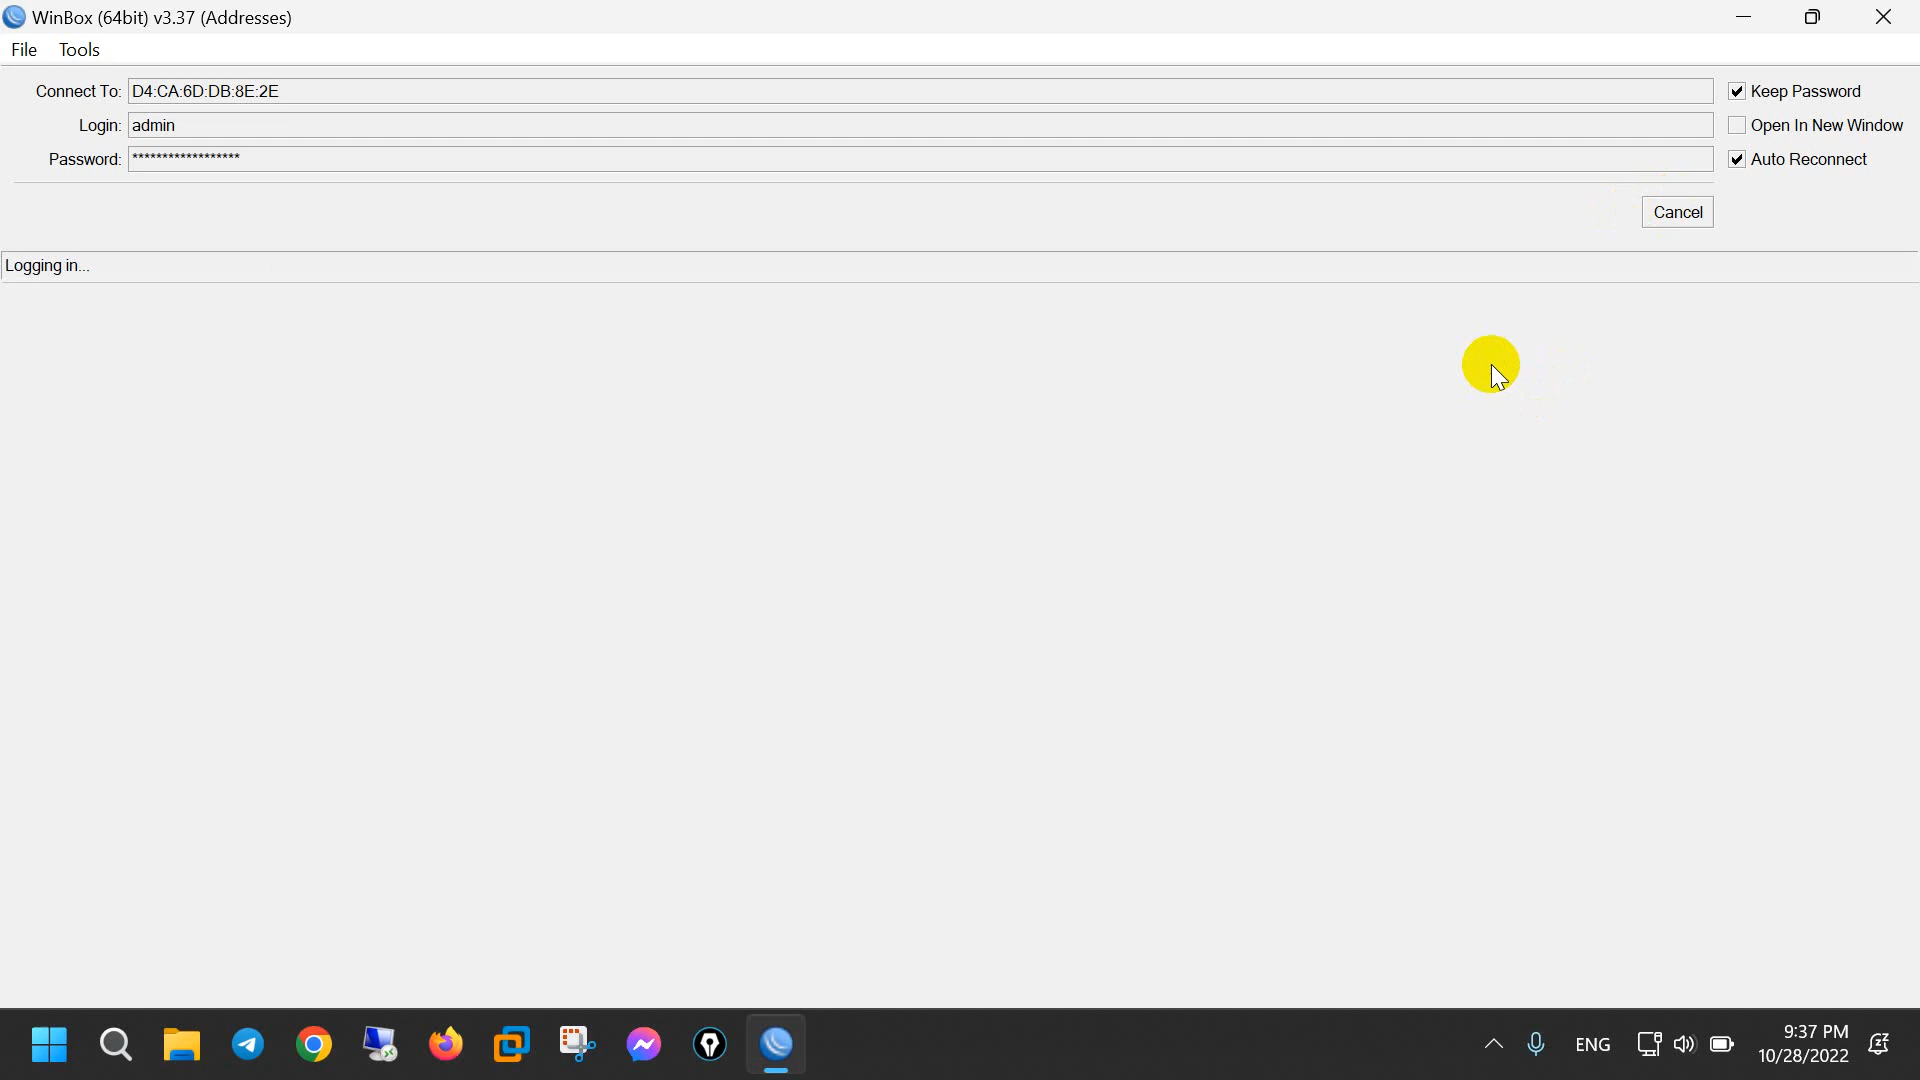 WinBox (64bit) v3.37 (Addresses)
File Tools
Connect To: D4:CA:6D:DB:8E:2E
Keep Password
Login: admin
Open In New Window
Password: ******************
Auto Reconnect
Cancel
Logging in...
ENG
9:37 PM
10/28/2022